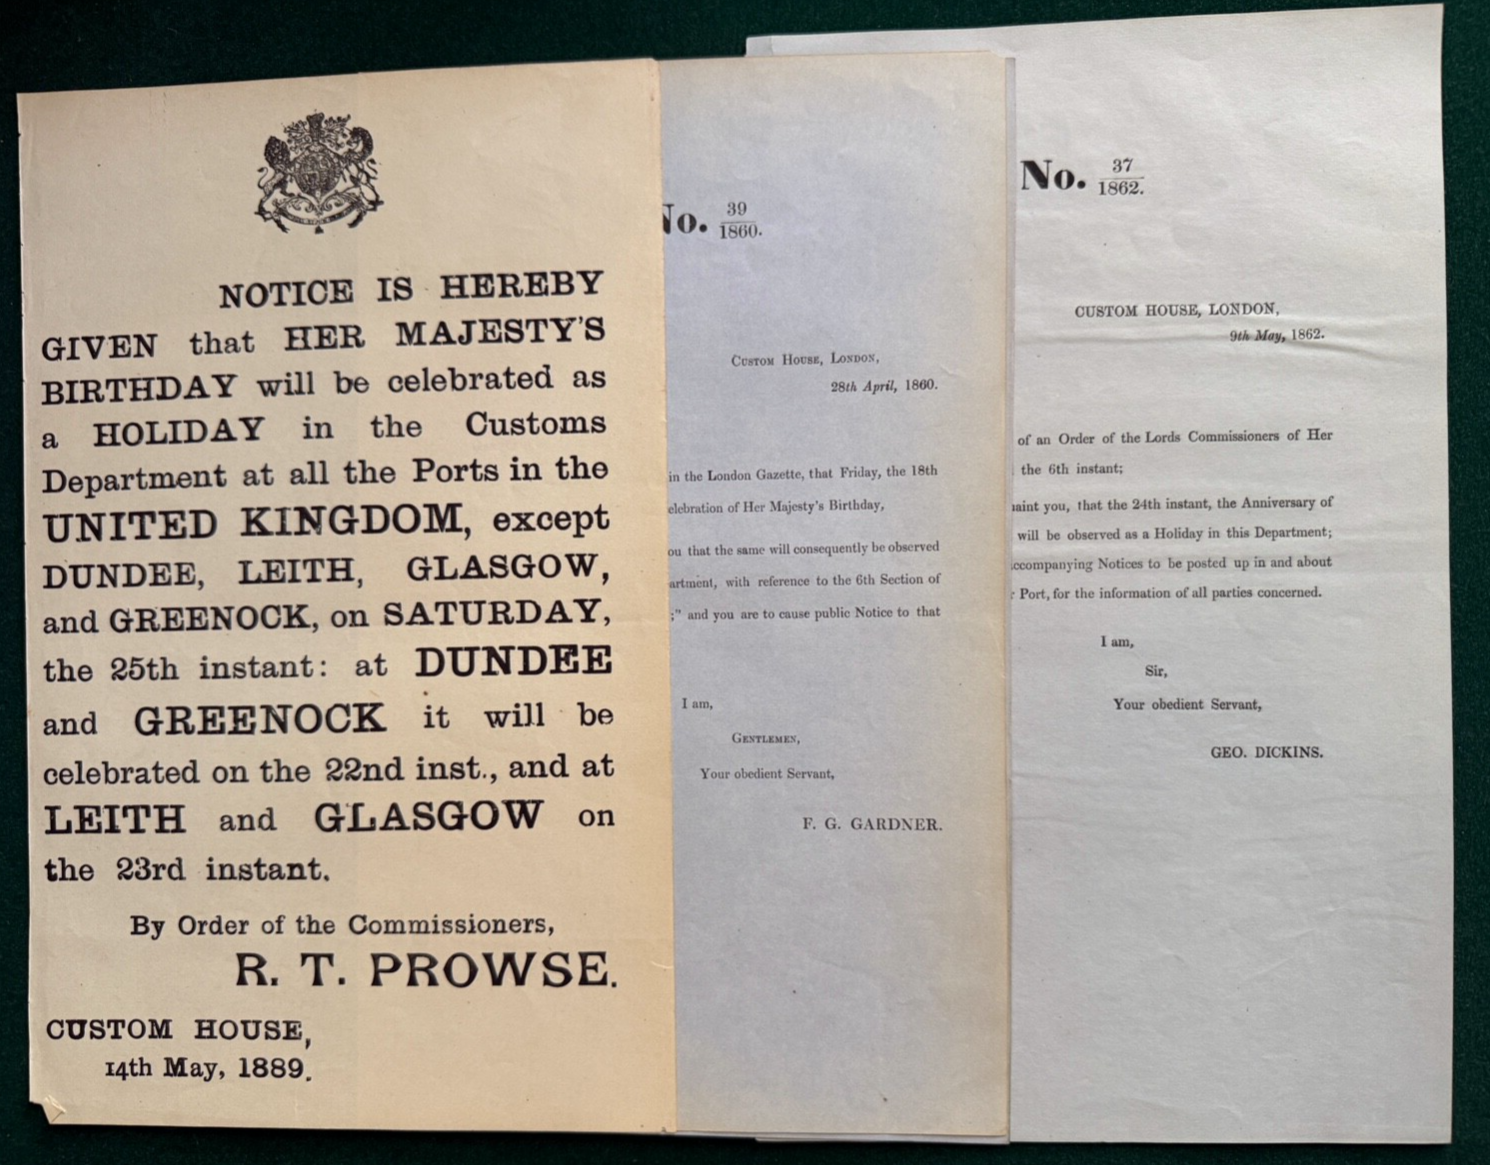 NOTICE IS HEREBY
GIVEN that HER MAJESTY'S
BIRTHDAY will be celebrated as
a HOLIDAY in the Customs
Department at all the Ports in the
UNITED KINGDOM, except
DUNDEE, LEITH, GLASGOW,
and GREENOCK, on SATURDAY,
the 25th instant: at DUNDEE
and GREENOCK it will be
celebrated on the 22nd inst., and at
LEITH and GLASGOW on
the 23rd instant.
By Order of the Commissioners,
R. T. PROWSE.
CUSTOM HOUSE,
14th May, 1889.
No. 39
1860.
CUSTOM HOUSE, LONDON,
28th April, 1860.
in the London Gazette, that Friday, the 18th
elebration of Her Majesty's Birthday,
ou that the same will consequently be observed
artment, with reference to the 6th Section of
;" and you are to cause public Notice to that
I am,
GENTLEMEN,
Your obedient Servant,
F. G. GARDNER.
No. 37
1862.
CUSTOM HOUSE, LONDON,
9th May, 1862.
of an Order of the Lords Commissioners of Her
the 6th instant;
aint you, that the 24th instant, the Anniversary of
will be observed as a Holiday in this Department;
ccompanying Notices to be posted up in and about
Port, for the information of all parties concerned.
I am,
Sir,
Your obedient Servant,
GEO. DICKINS.